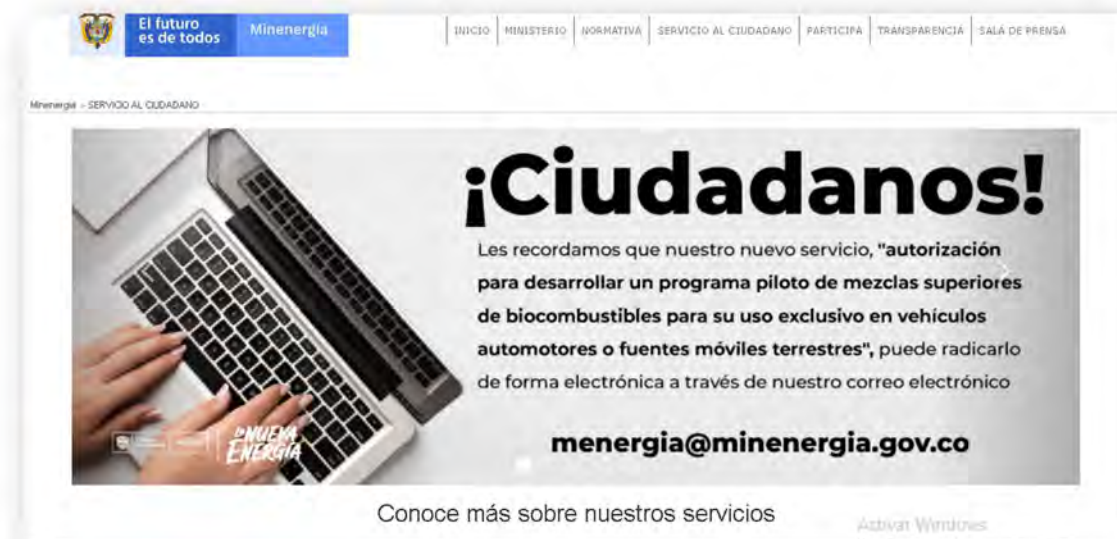 El futuro
es de todos
Minenergía
INICIO
MINISTERIO
NORMATIVA
SERVICIO AL CIUDADANO
PARTICIPA
TRANSPARENCIA
SALA DE PRENSA
Minenergía » SERVICIO AL CIUDADANO
¡Ciudadanos!
Les recordamos que nuestro nuevo servicio, "autorización
para desarrollar un programa piloto de mezclas superiores
de biocombustibles para su uso exclusivo en vehículos
automotores o fuentes móviles terrestres", puede radicarlo
de forma electrónica a través de nuestro correo electrónico
menergia@minenergia.gov.co
LA NUEVA
ENERGÍA
Conoce más sobre nuestros servicios
Activar Windows